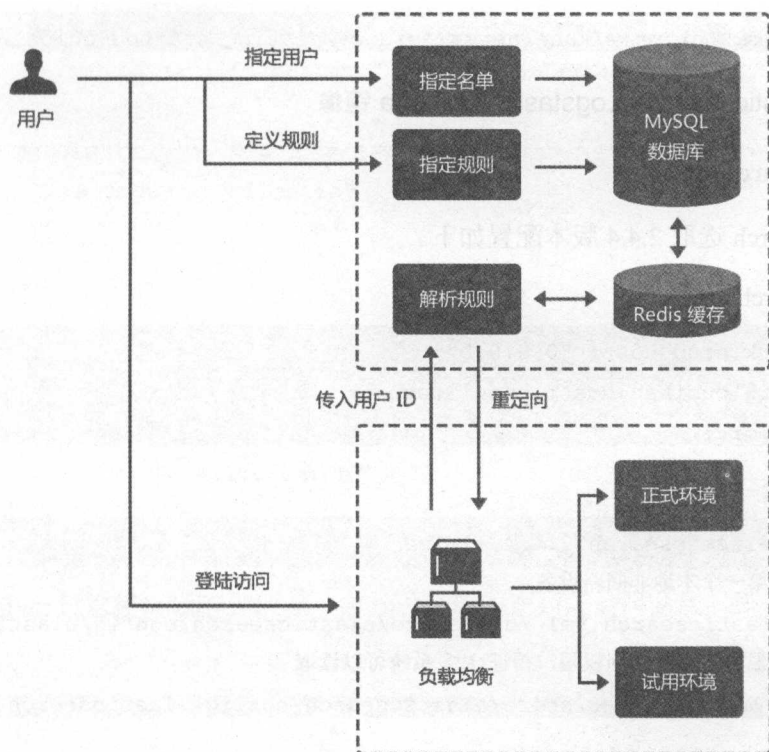 用户
指定用户
定义规则
指定名单
指定规则
MySQL
数据库
解析规则
Redis 缓存
传入用户 ID
重定向
登陆访问
负载均衡
正式环境
试用环境